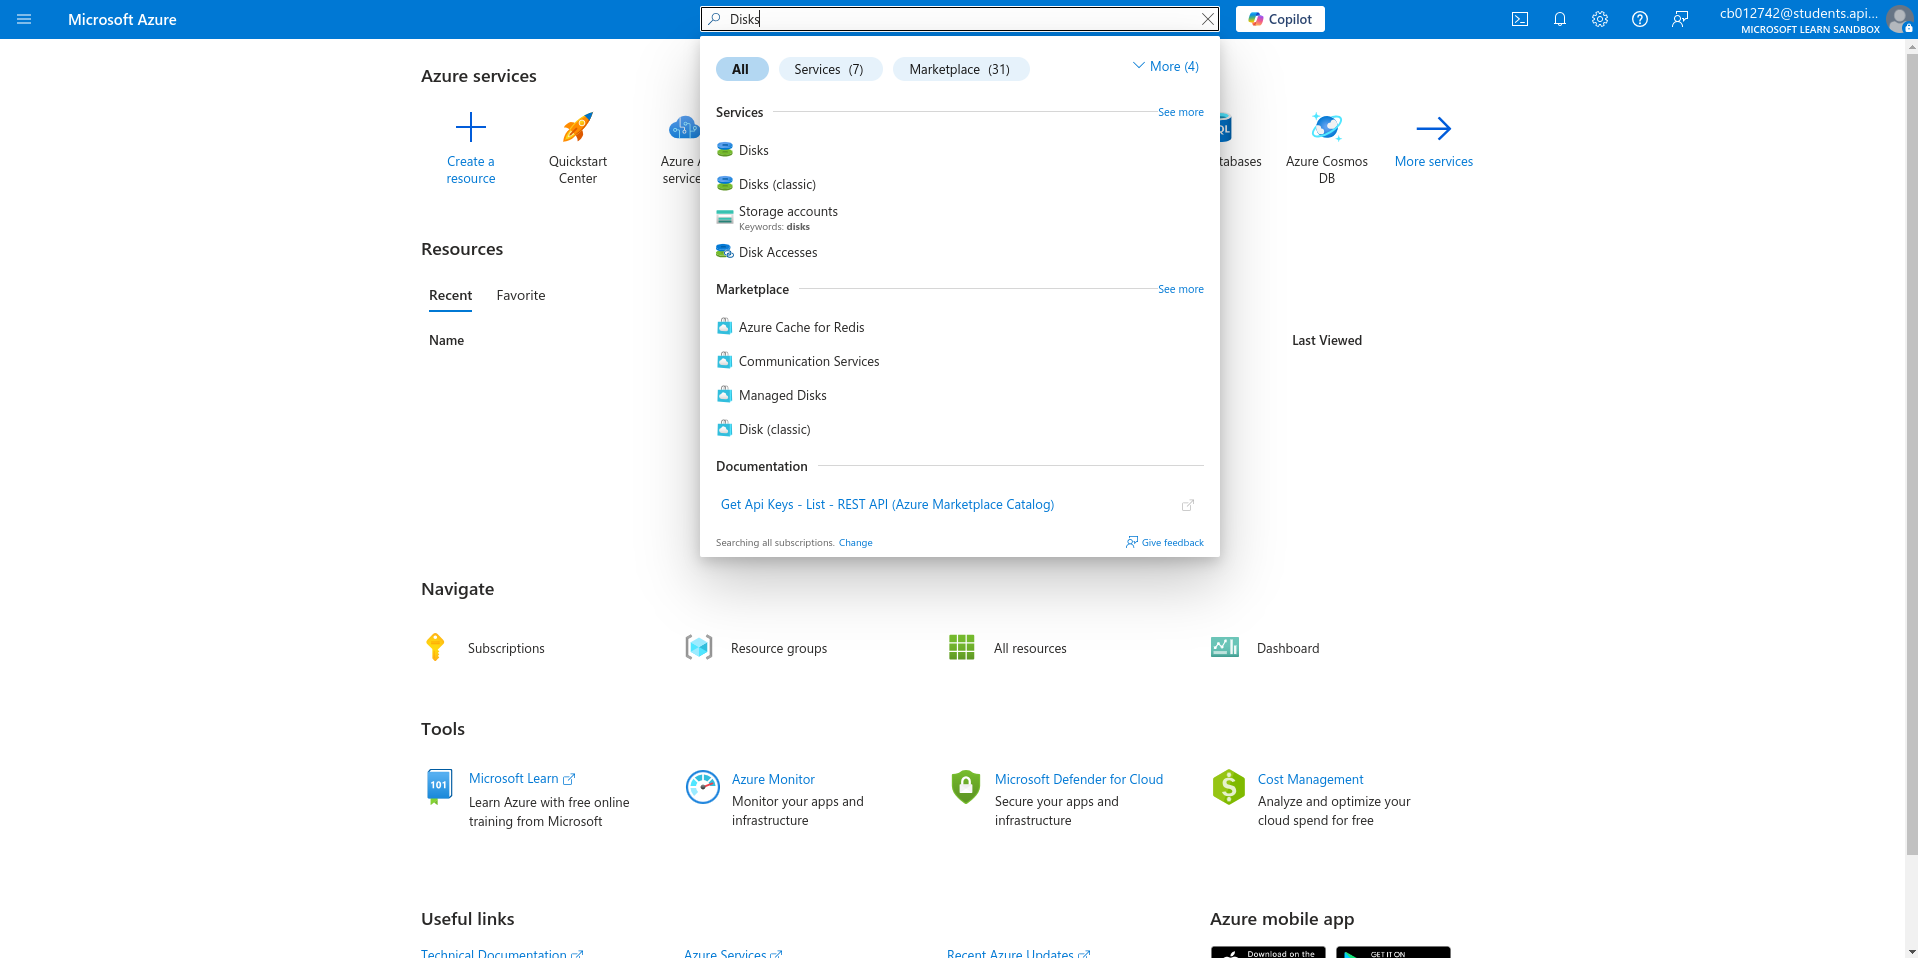 Microsoft Azure
Disks
Copilot
cb012742@students.api...
MICROSOFT LEARN SANDBOX
All
Services (7)
Marketplace (31)
More (4)
Services
See more
Disks
Disks (classic)
Storage accounts
Keywords: disks
Disk Accesses
Marketplace
See more
Azure Cache for Redis
Communication Services
Managed Disks
Disk (classic)
Documentation
Get Api Keys - List - REST API (Azure Marketplace Catalog)
Searching all subscriptions. Change
Give feedback
Azure services
Create a
resource
Quickstart
Center
Azure
Azure Cosmos
DB
More services
Resources
Recent
Favorite
Name
Last Viewed
Navigate
Subscriptions
Resource groups
All resources
Dashboard
Tools
101
Microsoft Learn
Learn Azure with free online
training from Microsoft
Azure Monitor
Monitor your apps and
infrastructure
Microsoft Defender for Cloud
Secure your apps and
infrastructure
Cost Management
Analyze and optimize your
cloud spend for free
Useful links
Azure mobile app
Technical Documentation
Azure Services
Recent Azure Updates
Download on the
GET IT ON